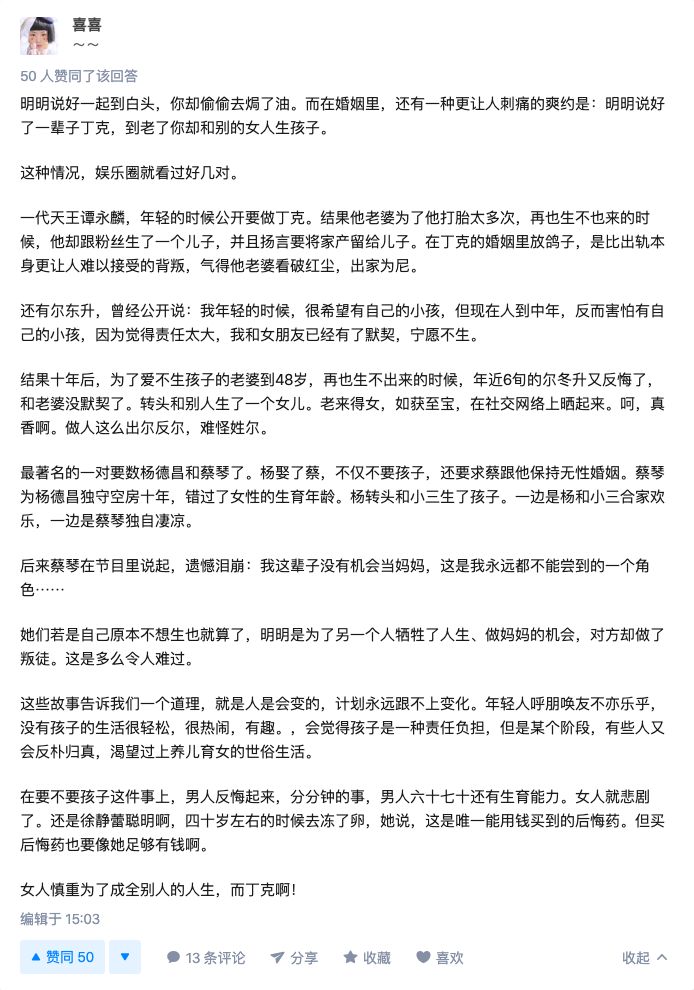 喜喜
～～
50 人赞同了该回答
明明说好一起到白头，你却偷偷去焗了油。而在婚姻里，还有一种更让人刺痛的爽约是：明明说好
了一辈子丁克，到老了你却和别的女人生孩子。
这种情况，娱乐圈就看过好几对。
一代天王谭永麟，年轻的时候公开要做丁克。结果他老婆为了他打胎太多次，再也生不也来的时
候，他却跟粉丝生了一个儿子，并且扬言要将家产留给儿子。在丁克的婚姻里放鸽子，是比出轨本
身更让人难以接受的背叛，气得他老婆看破红尘，出家为尼。
还有尔东升，曾经公开说：我年轻的时候，很希望有自己的小孩，但现在人到中年，反而害怕有自
己的小孩，因为觉得责任太大，我和女朋友已经有了默契，宁愿不生。
结果十年后，为了爱不生孩子的老婆到48岁，再也生不出来的时候，年近6旬的尔冬升又反悔了，
和老婆没默契了。转头和别人生了一个女儿。老来得女，如获至宝，在社交网络上晒起来。呵，真
香啊。做人这么出尔反尔，难怪姓尔。
最著名的一对要数杨德昌和蔡琴了。杨娶了蔡，不仅不要孩子，还要求蔡跟他保持无性婚姻。蔡琴
为杨德昌独守空房十年，错过了女性的生育年龄。杨转头和小三生了孩子。一边是杨和小三合家欢
乐，一边是蔡琴独自凄凉。
后来蔡琴在节目里说起，遗憾泪崩：我这辈子没有机会当妈妈，这是我永远都不能尝到的一个角
色……
她们若是自己原本不想生也就算了，明明是为了另一个人牺牲了人生、做妈妈的机会，对方却做了
叛徒。这是多么令人难过。
这些故事告诉我们一个道理，就是人是会变的，计划永远跟不上变化。年轻人呼朋唤友不亦乐乎，
没有孩子的生活很轻松，很热闹，有趣。，会觉得孩子是一种责任负担，但是某个阶段，有些人又
会反朴归真，渴望过上养儿育女的世俗生活。
在要不要孩子这件事上，男人反悔起来，分分钟的事，男人六十七十还有生育能力。女人就悲剧
了。还是徐静蕾聪明啊，四十岁左右的时候去冻了卵，她说，这是唯一能用钱买到的后悔药。但买
后悔药也要像她足够有钱啊。
女人慎重为了成全别人的人生，而丁克啊！
编辑于 15:03
赞同 50 13 条评论 分享 收藏 喜欢 收起